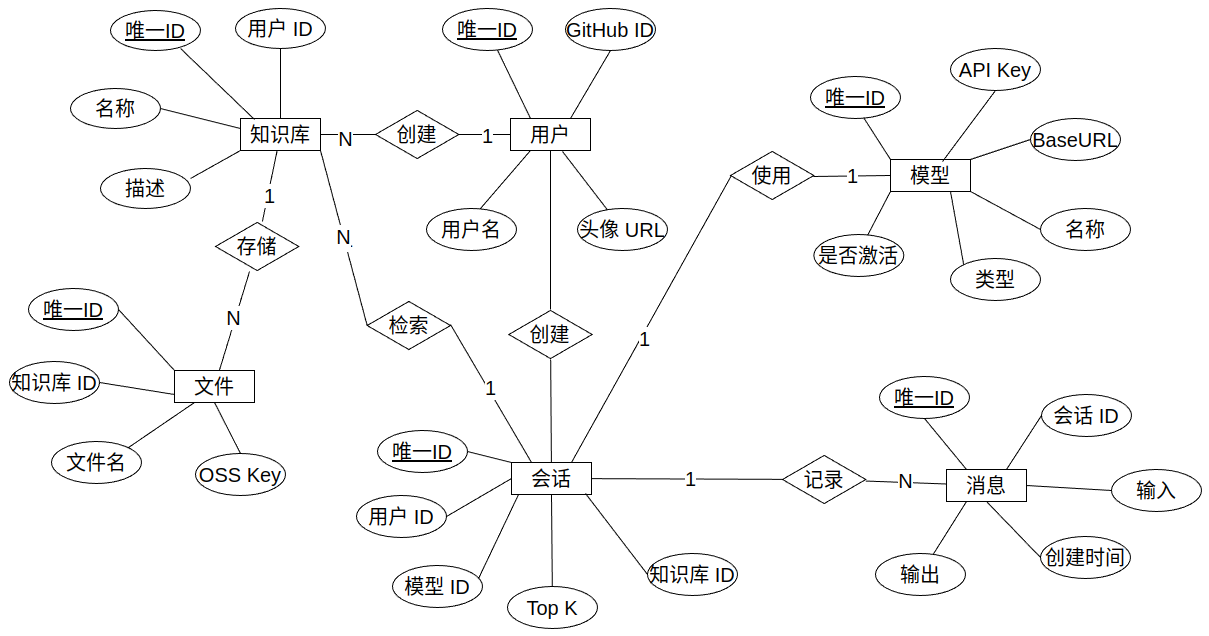 唯一ID
用户 ID
唯一ID
GitHub ID
API Key
唯一ID
名称
知识库
N
创建
1
用户
BaseURL
描述
1
使用
1
模型
用户名
头像 URL
名称
存储
N
是否激活
类型
唯一ID
N
检索
创建
1
知识库 ID
文件
1
唯一ID
会话 ID
文件名
OSS Key
唯一ID
会话
1
记录
N
消息
输入
用户 ID
模型 ID
Top K
知识库 ID
输出
创建时间